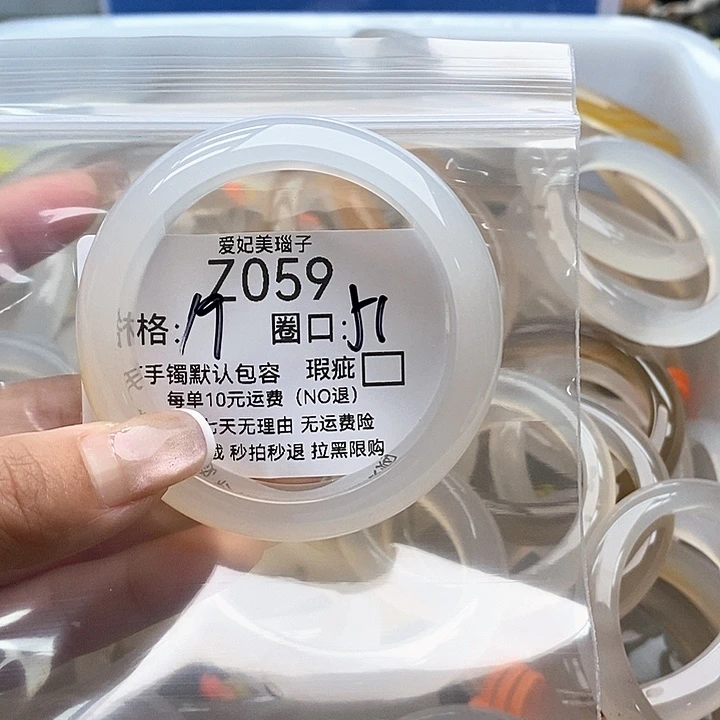 爱妃美瑙子
Z059
格:19 圈口:51
手镯默认包容 瑕疵
每单10元运费（NO退）
七天无理由 无运费险
秒拍秒退 拉黑限购